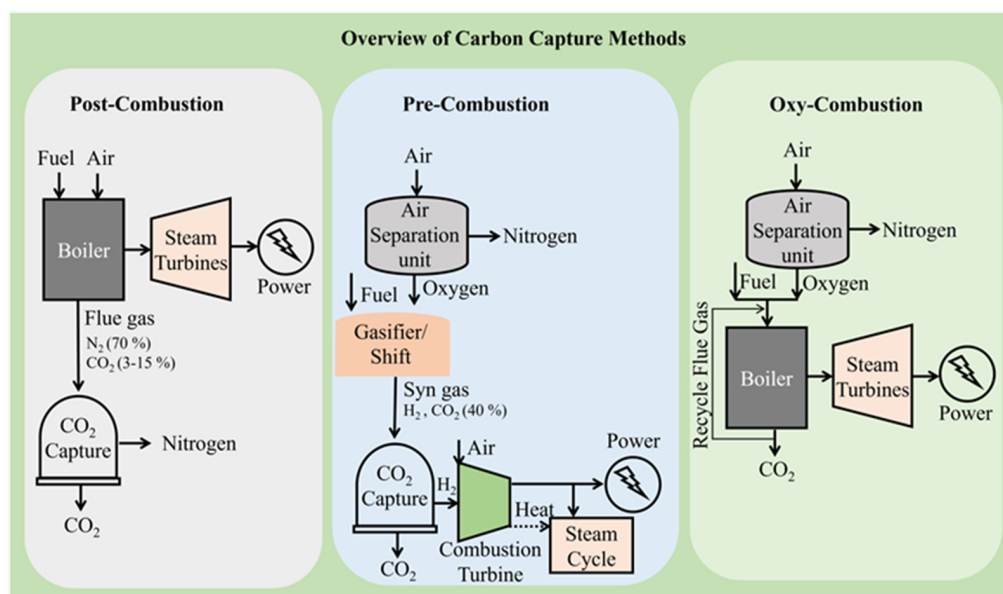 Overview of Carbon Capture Methods
Post-Combustion
Fuel Air
Boiler
Steam
Turbines
Power
Flue gas
N₂ (70 %)
CO₂ (3-15 %)
CO₂
Capture
Nitrogen
CO₂
Pre-Combustion
Air
Air
Separation
unit
Nitrogen
Fuel
Oxygen
Gasifier/
Shift
Syn gas
H₂ , CO₂ (40 %)
CO₂
Capture
H₂
Air
Power
Heat
Steam
Cycle
Combustion
Turbine
CO₂
Oxy-Combustion
Air
Air
Separation
unit
Nitrogen
Fuel
Oxygen
Recycle Flue Gas
Boiler
Steam
Turbines
Power
CO₂